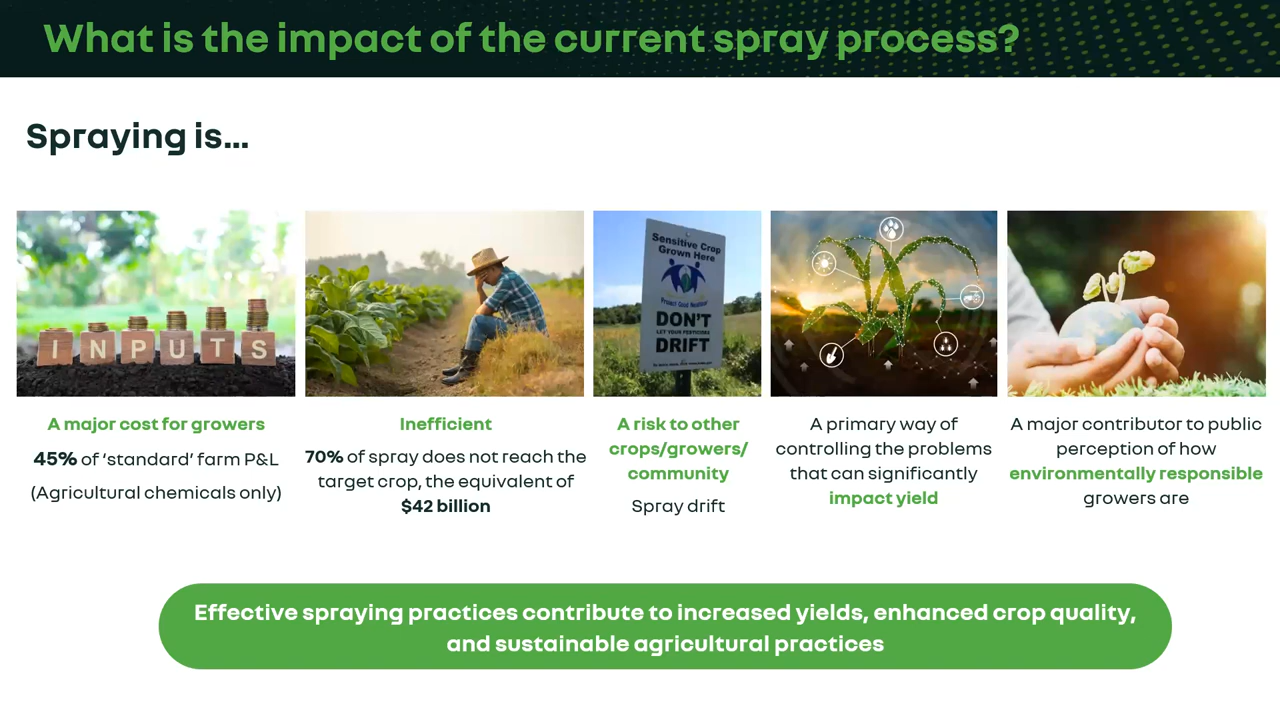 What is the impact of the current spray process?
Spraying is...
I N P U T S
Sensitive Crop
Grown Here
DON'T
LET YOUR PESTICIDES
DRIFT
A major cost for growers
45% of ‘standard’ farm P&L
(Agricultural chemicals only)
Inefficient
70% of spray does not reach the
target crop, the equivalent of
$42 billion
A risk to other
crops/growers/
community
Spray drift
A primary way of
controlling the problems
that can significantly
impact yield
A major contributor to public
perception of how
environmentally responsible
growers are
Effective spraying practices contribute to increased yields, enhanced crop quality,
and sustainable agricultural practices